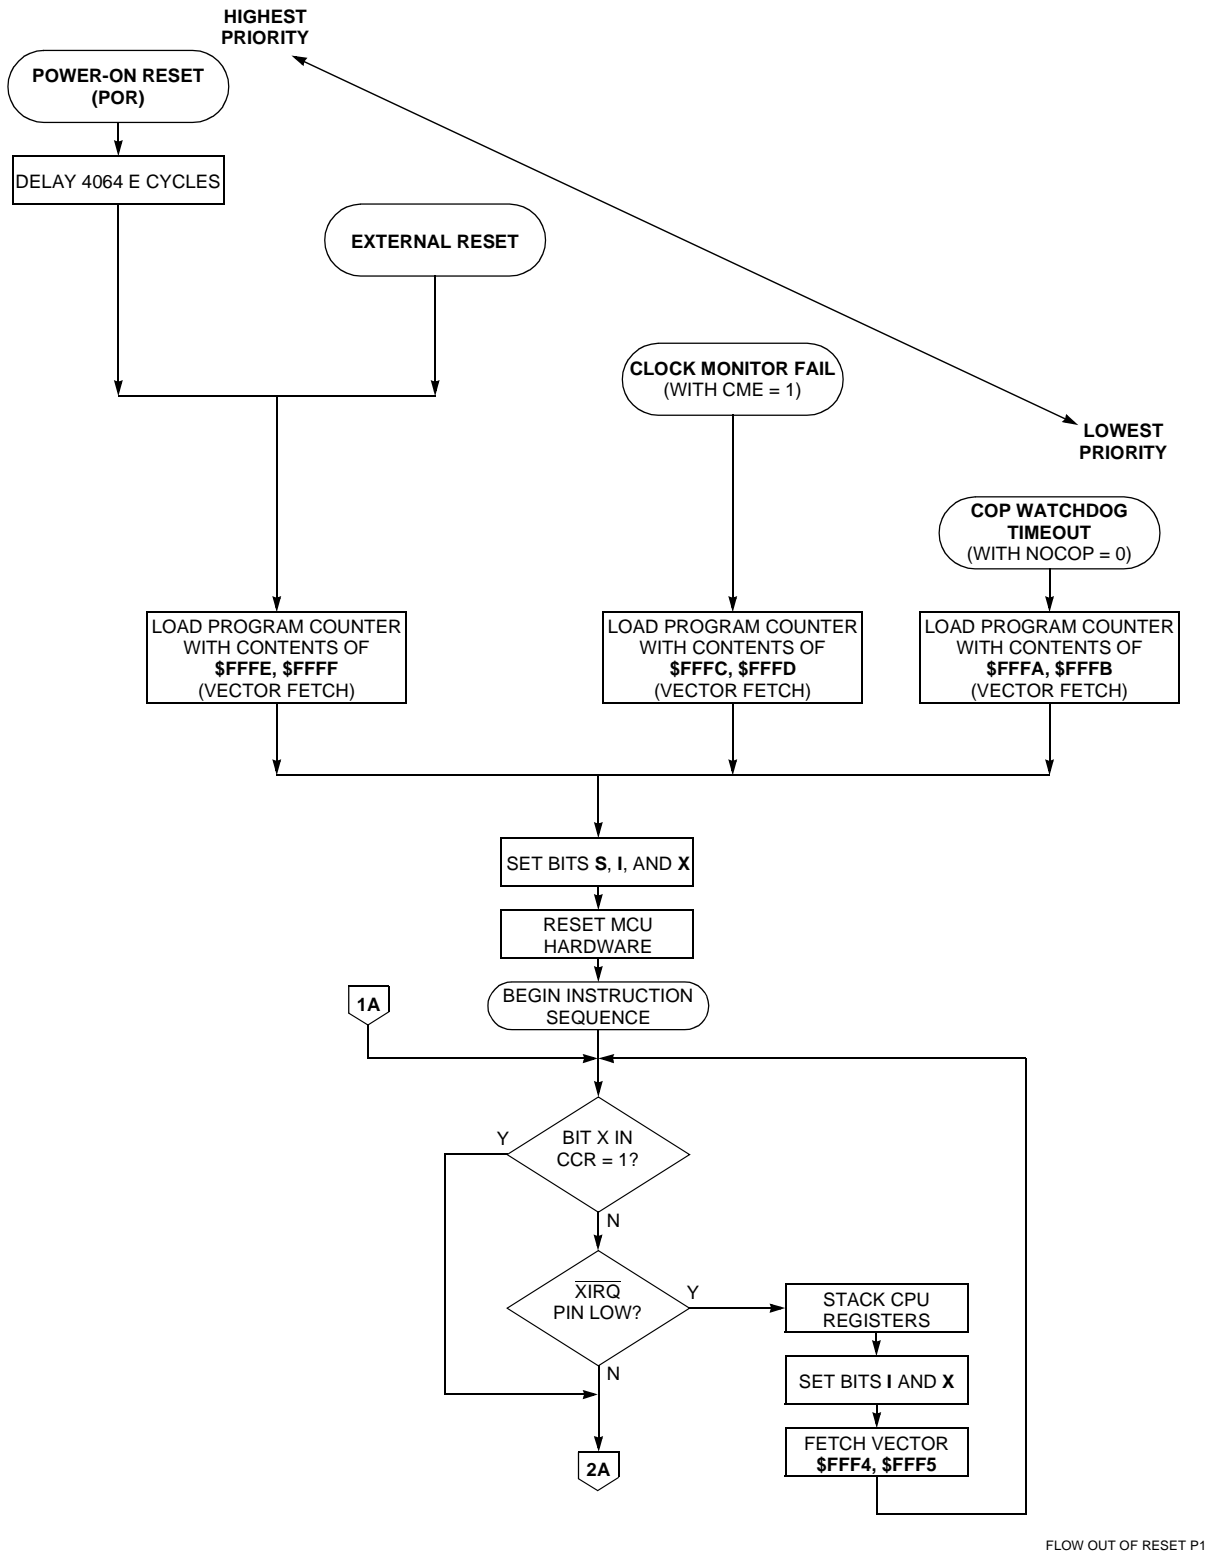 HIGHEST
PRIORITY
POWER-ON RESET
(POR)
DELAY 4064 E CYCLES
EXTERNAL RESET
CLOCK MONITOR FAIL
(WITH CME = 1)
LOWEST
PRIORITY
COP WATCHDOG
TIMEOUT
(WITH NOCOP = 0)
LOAD PROGRAM COUNTER
WITH CONTENTS OF
$FFFE, $FFFF
(VECTOR FETCH)
LOAD PROGRAM COUNTER
WITH CONTENTS OF
$FFFC, $FFFD
(VECTOR FETCH)
LOAD PROGRAM COUNTER
WITH CONTENTS OF
$FFFA, $FFFB
(VECTOR FETCH)
SET BITS S, I, AND X
RESET MCU
HARDWARE
1A
BEGIN INSTRUCTION
SEQUENCE
Y
BIT X IN
CCR = 1?
N
XIRQ
PIN LOW?
Y
STACK CPU
REGISTERS
N
SET BITS I AND X
2A
FETCH VECTOR
$FFF4, $FFF5
FLOW OUT OF RESET P1